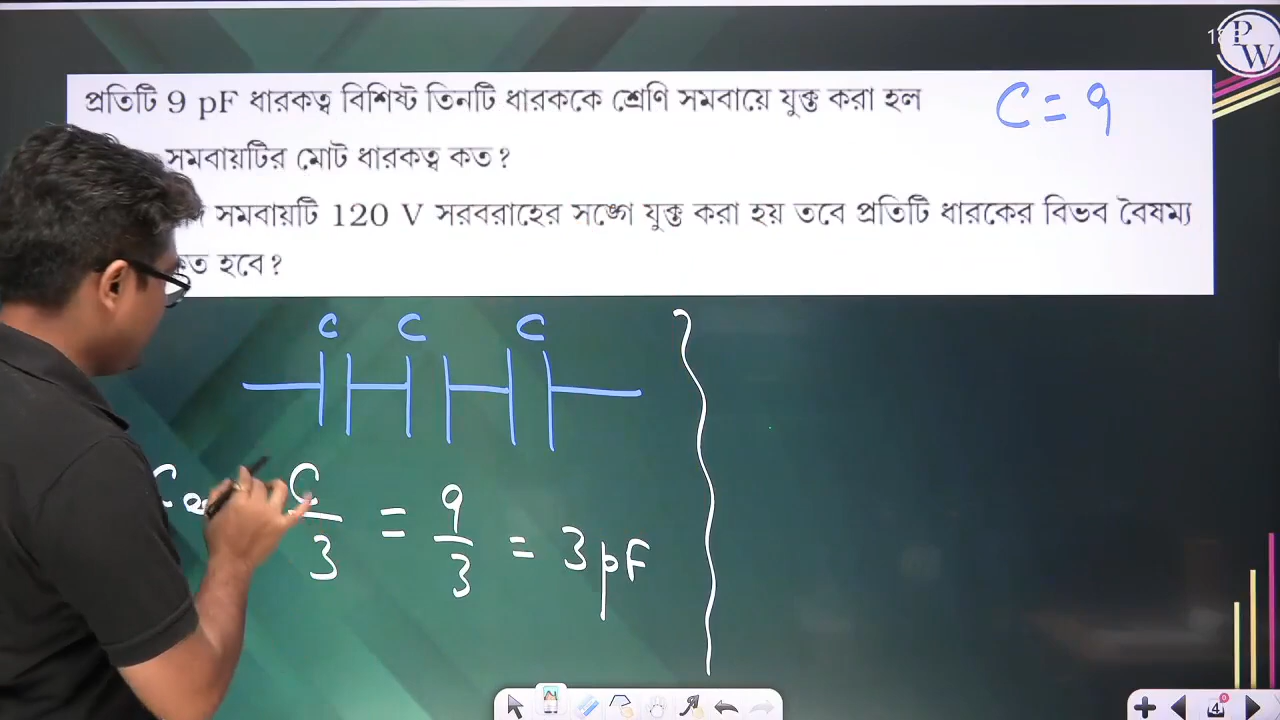 প্রতিটি 9 pF ধারকত্ব বিশিষ্ট তিনটি ধারককে শ্রেণি সমবায়ে যুক্ত করা হল
C = 9
সমবায়টির মোট ধারকত্ব কত?
সমবায়টি 120 V সরবরাহের সঙ্গে যুক্ত করা হয় তবে প্রতিটি ধারকের বিভব বৈষম্য
হবে?
C C C
C/3 = 9/3 = 3 pF
PW
4